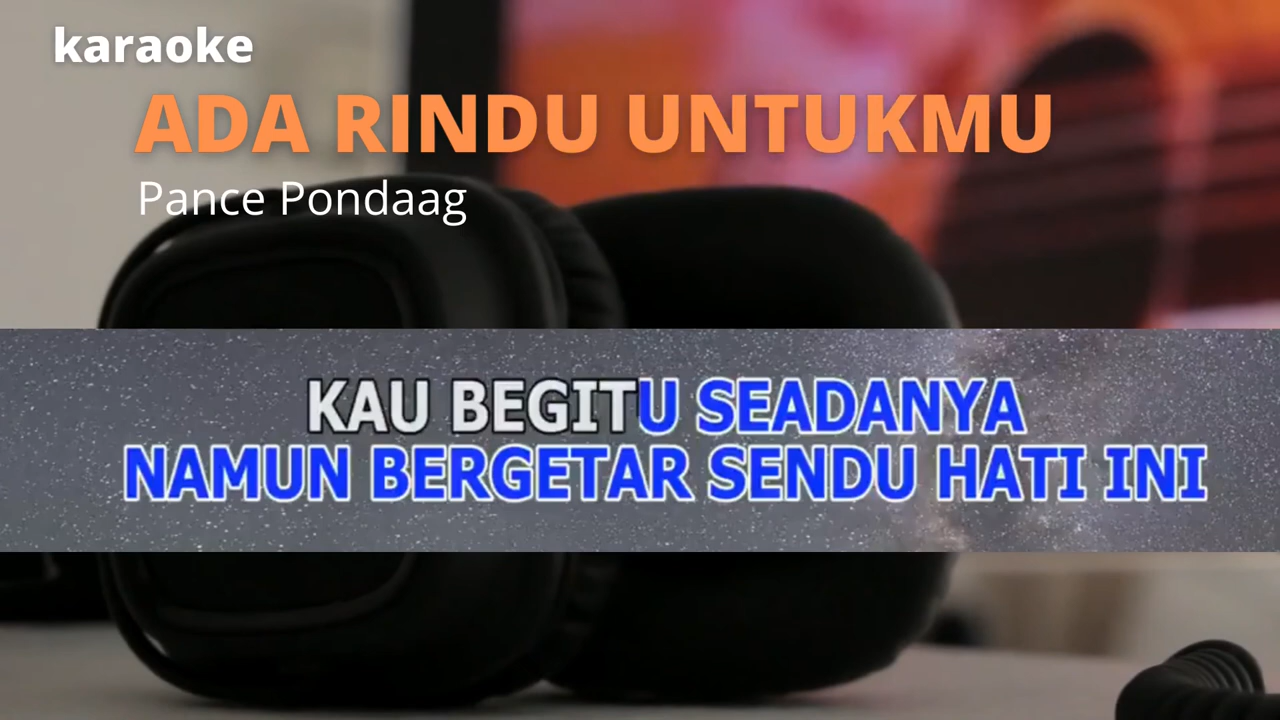 karaoke
ADA RINDU UNTUKMU
Pance Pondaag
KAU BEGITU SEADANYA
NAMUN BERGETAR SENDU HATI INI